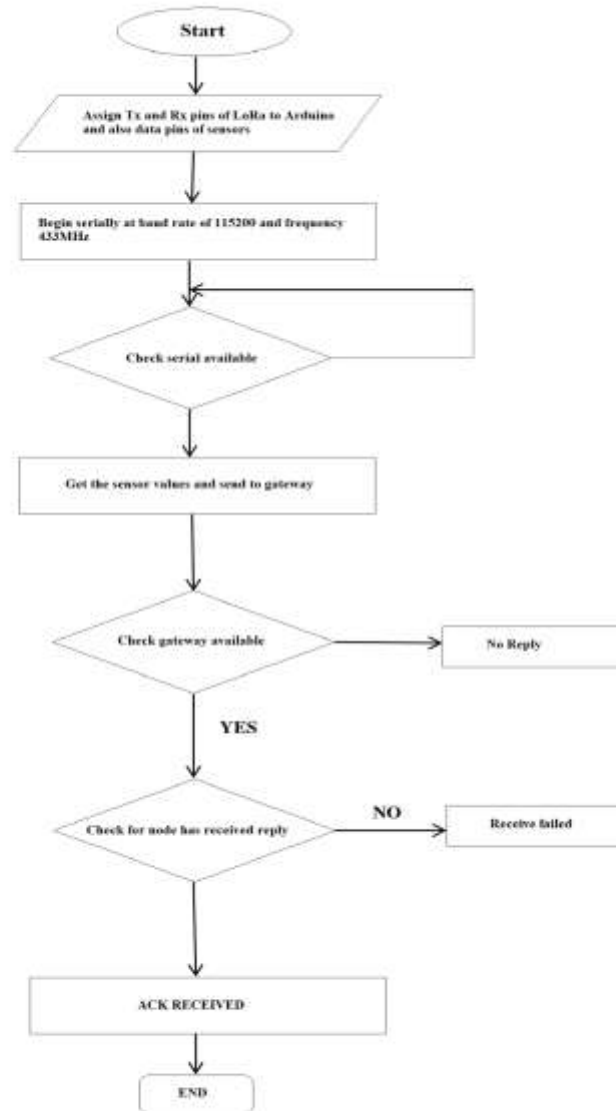 Start
Assign Tx and Rx pins of LoRa to Arduino
and also data pins of sensors
Begin serially at baud rate of 115200 and frequency
433MHz
Check serial available
Get the sensor values and send to gateway
Check gateway available
No Reply
YES
Check for node has received reply
NO
Receive failed
ACK RECEIVED
END